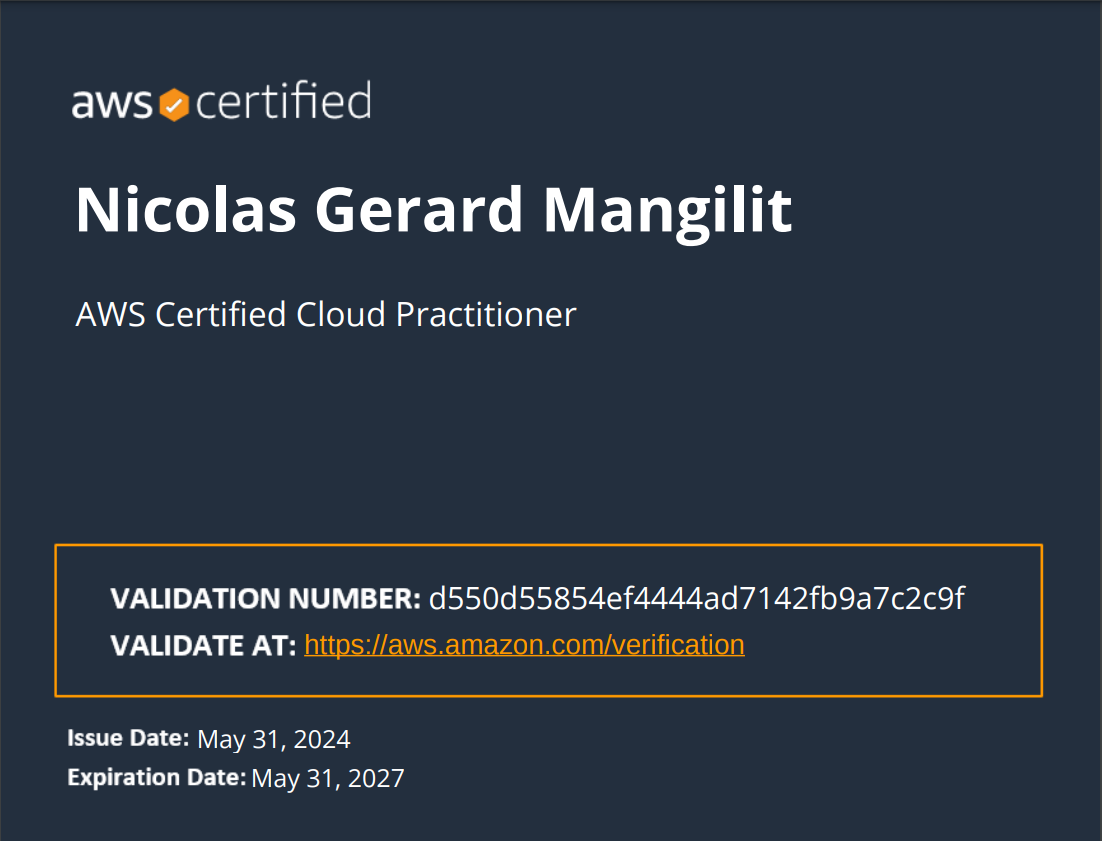 aws certified
Nicolas Gerard Mangilit
AWS Certified Cloud Practitioner
VALIDATION NUMBER: d550d55854ef4444ad7142fb9a7c2c9f
VALIDATE AT: https://aws.amazon.com/verification
Issue Date: May 31, 2024
Expiration Date: May 31, 2027